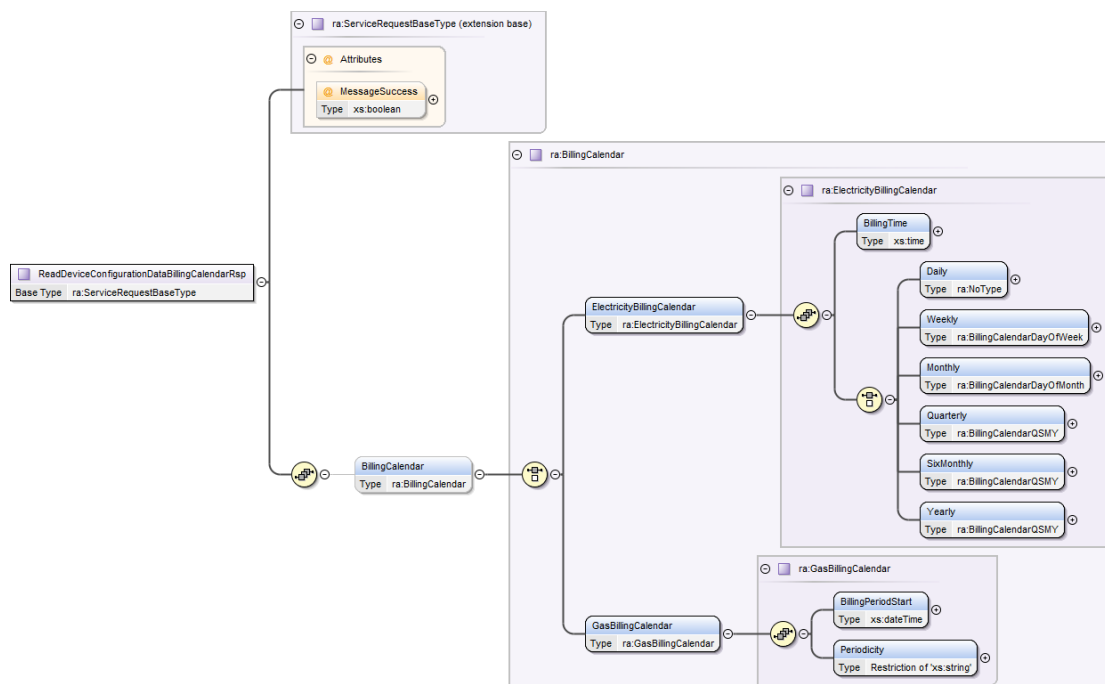 ra:ServiceRequestBaseType (extension base)
@ Attributes
@ MessageSuccess
Type xs:boolean
ra:BillingCalendar
ra:ElectricityBillingCalendar
BillingTime
Type xs:time
ReadDeviceConfigurationDataBillingCalendarRsp
Base Type ra:ServiceRequestBaseType
Daily
Type ra:NoType
ElectricityBillingCalendar
Type ra:ElectricityBillingCalendar
Weekly
Type ra:BillingCalendarDayOfWeek
Monthly
Type ra:BillingCalendarDayOfMonth
Quarterly
Type ra:BillingCalendarQSMY
BillingCalendar
Type ra:BillingCalendar
SixMonthly
Type ra:BillingCalendarQSMY
Yearly
Type ra:BillingCalendarQSMY
ra:GasBillingCalendar
BillingPeriodStart
Type xs:dateTime
GasBillingCalendar
Type ra:GasBillingCalendar
Periodicity
Type Restriction of 'xs:string'